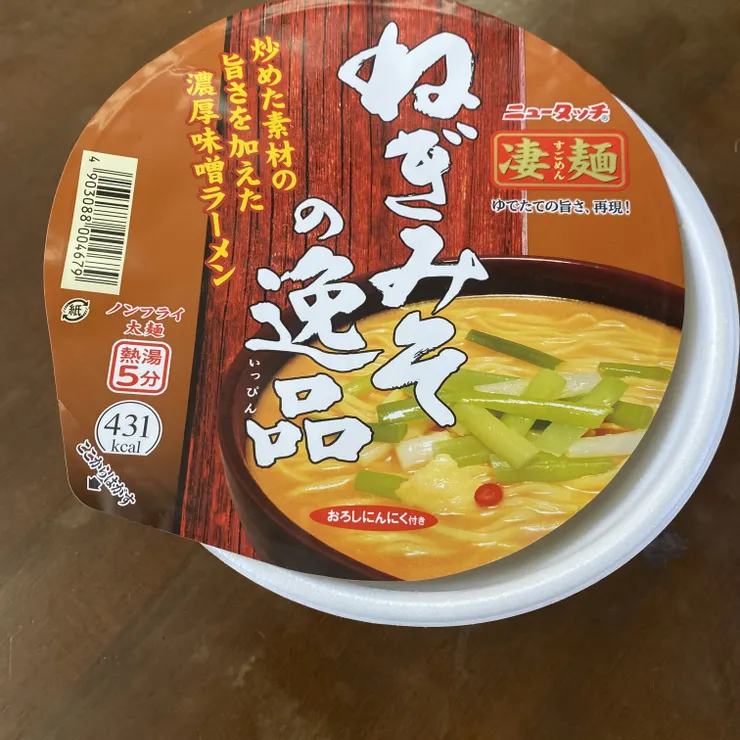 炒めた素材の
旨さを加えた
濃厚味噌ラーメン
ねぎみその逸品
いっぴん
ニュータッチ®
凄麺
すごめん
ゆでたての旨さ、再現!
4 903088 004679
紙
ノンフライ
太麺
熱湯
5分
431
kcal
ここからはがす
おろしにんにく付き